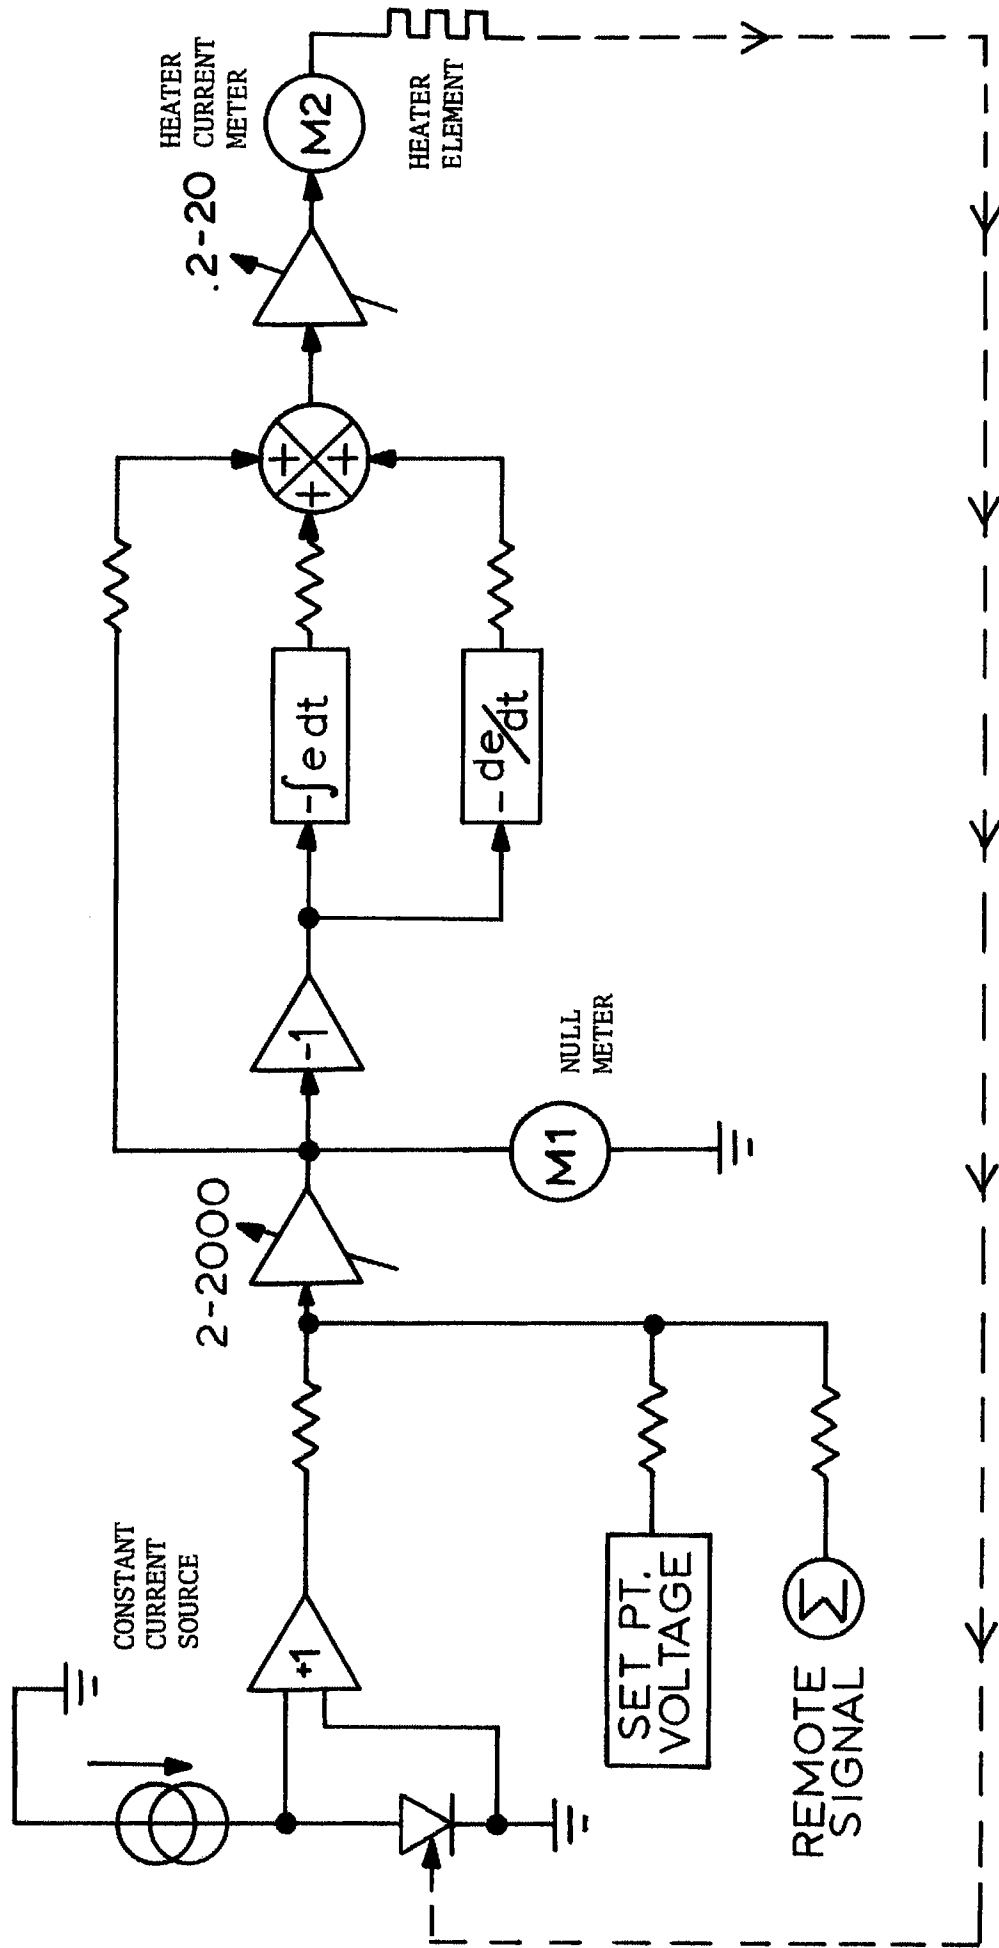 CONSTANT
CURRENT
SOURCE
+1
SET PT.
VOLTAGE
REMOTE
SIGNAL
Σ
2-2000
M1
NULL
METER
-1
-∫e dt
-de/dt
+
+
+
.2-20
HEATER
CURRENT
METER
M2
HEATER
ELEMENT